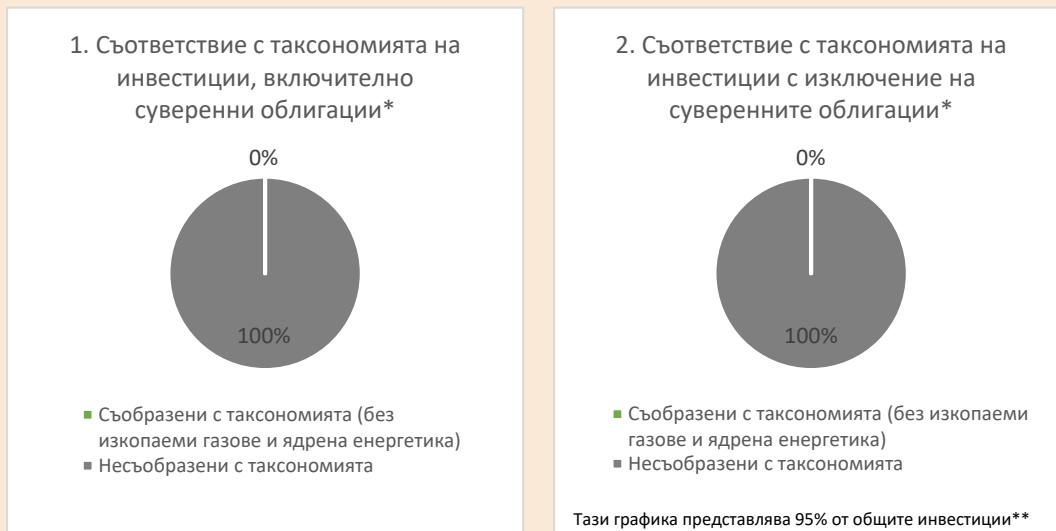 1. Съответствие с таксономията на
инвестиции, включително
суверенни облигации*
0%
100%
Съобразени с таксономията (без
изкопаеми газове и ядрена енергетика)
Несъобразени с таксономията
2. Съответствие с таксономията на
инвестиции с изключение на
суверенните облигации*
0%
100%
Съобразени с таксономията (без изкопаеми
газове и ядрена енергетика)
Несъобразени с таксономията
Тази графика представлява 95% от общите инвестиции**